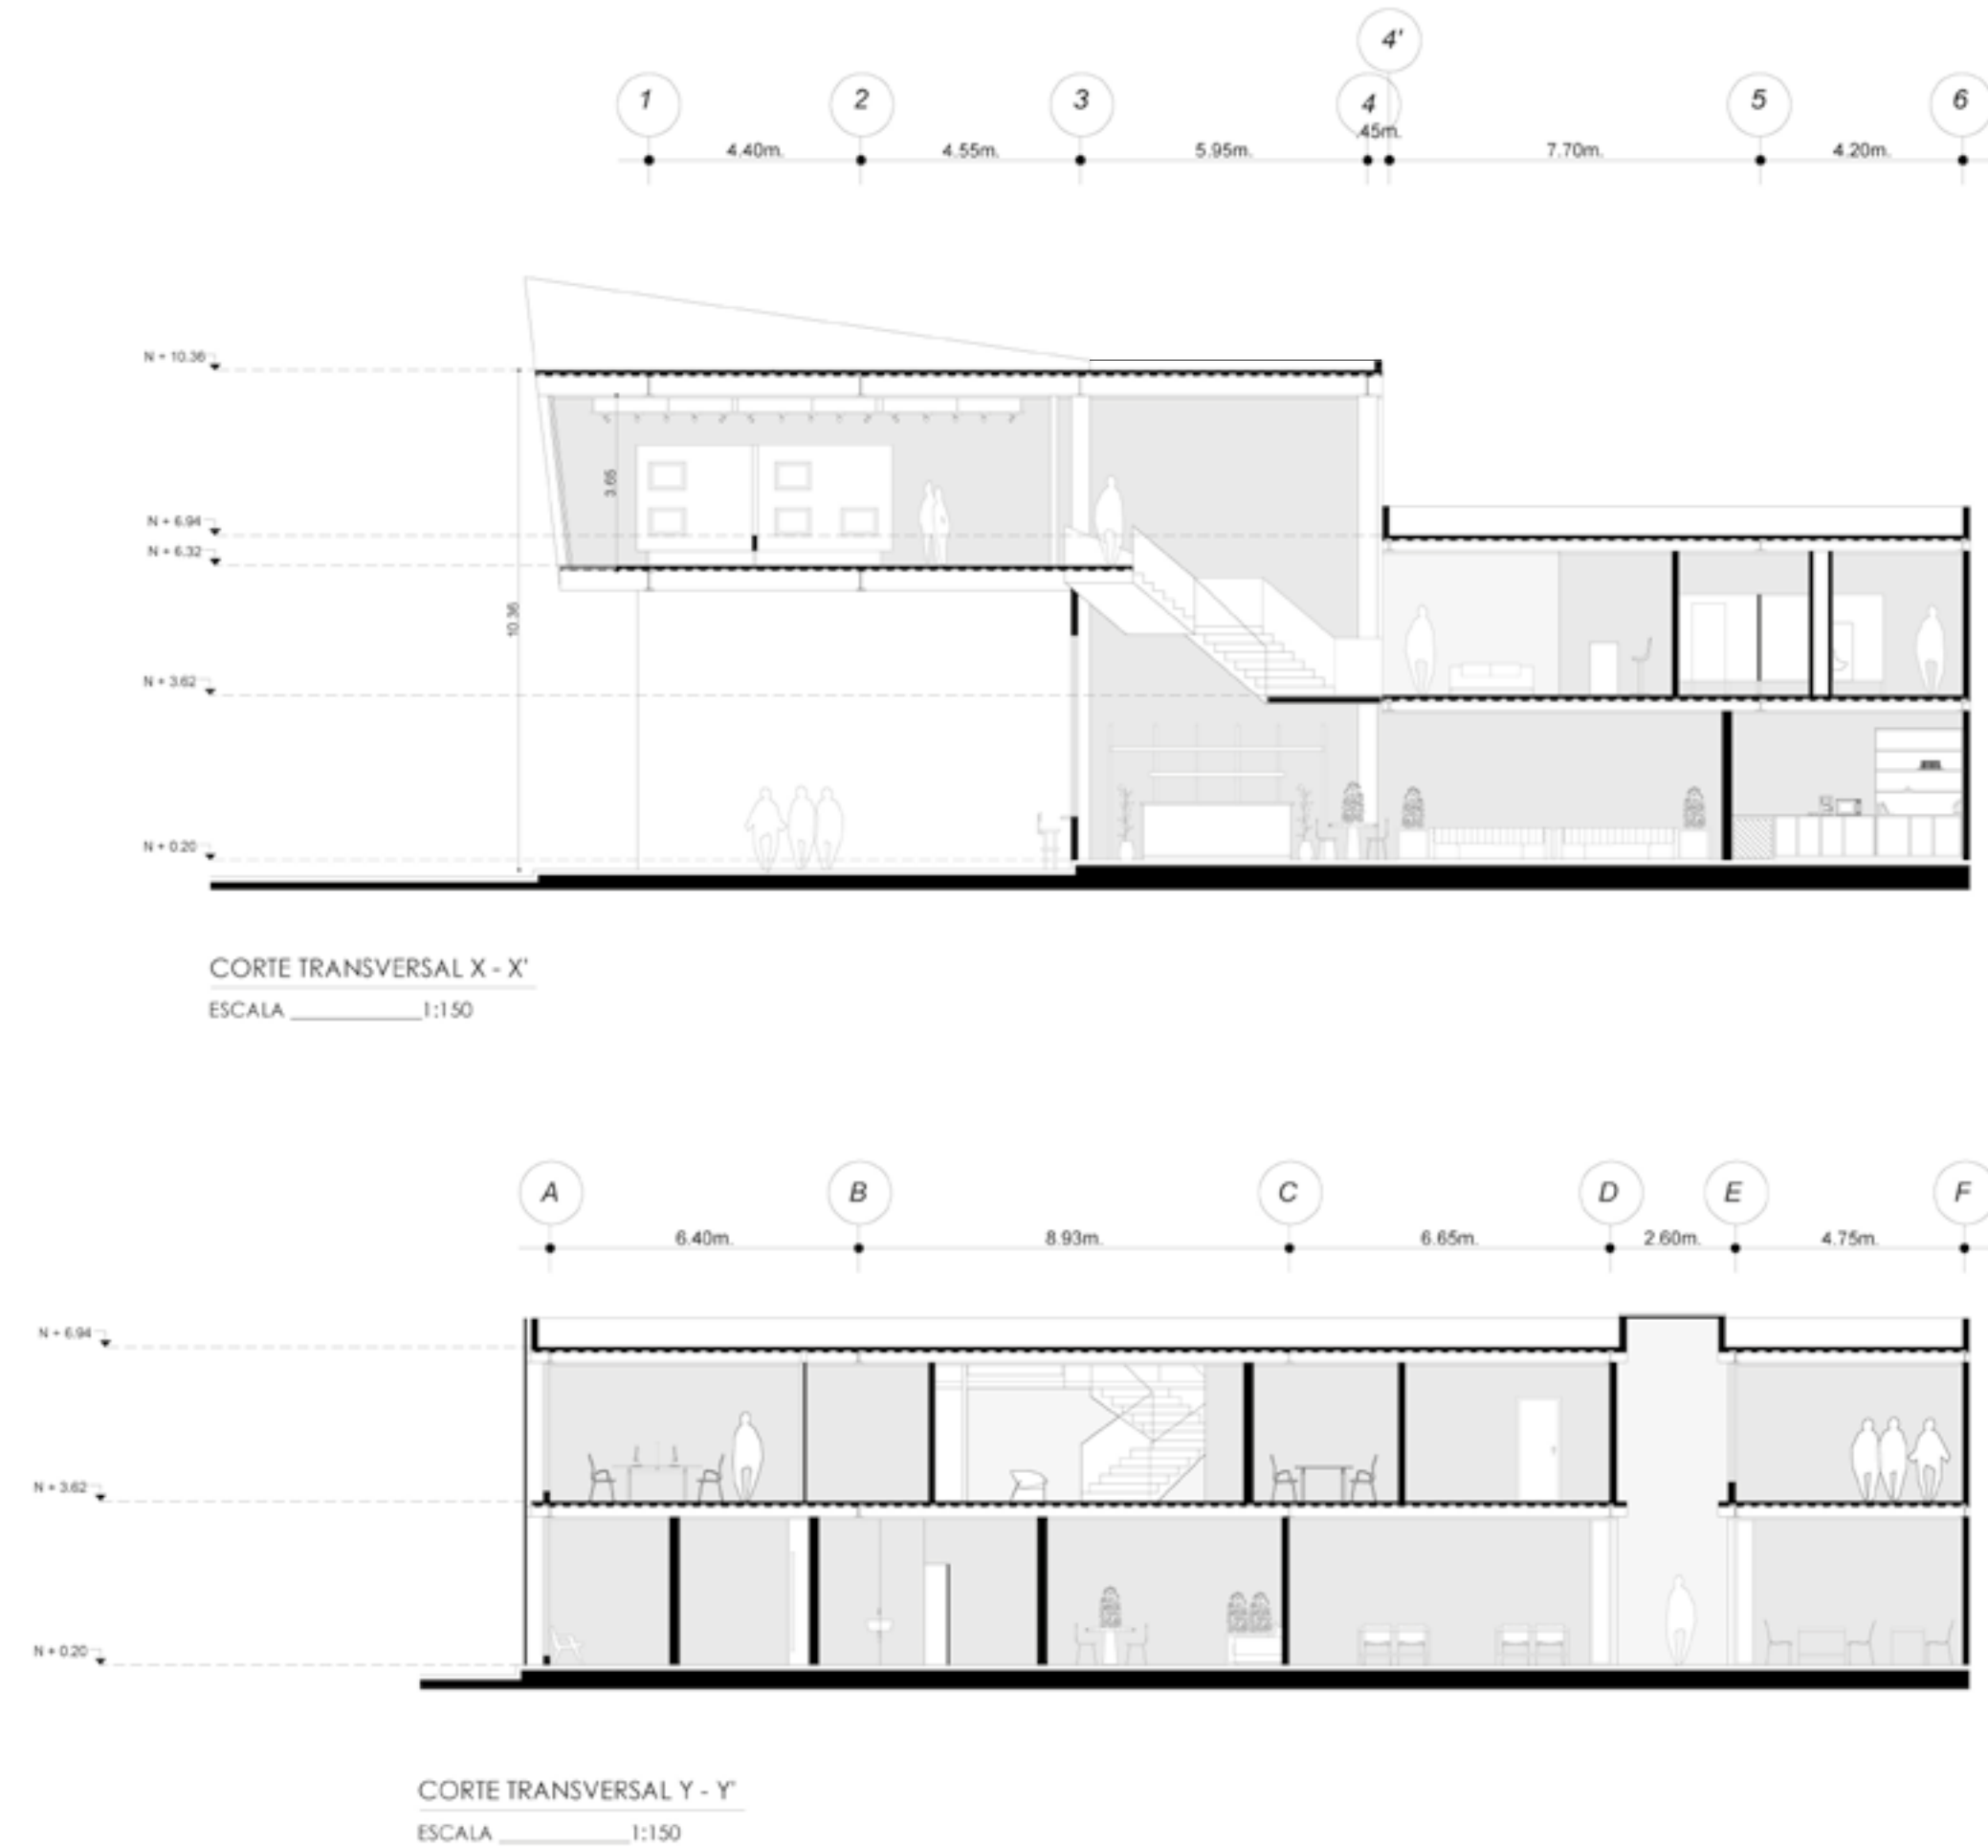 4'
1 2 3 4 5 6
.45m.
4.40m. 4.55m. 5.95m. 7.70m. 4.20m.
N + 10.36
3.65
N + 6.94
N + 6.32
10.36
N + 3.62
N + 0.20
CORTE TRANSVERSAL X - X'
ESCALA ____________1:150
A B C D E F
6.40m. 8.93m. 6.65m. 2.60m. 4.75m.
N + 6.94
N + 3.62
N + 0.20
CORTE TRANSVERSAL Y - Y'
ESCALA ____________1:150